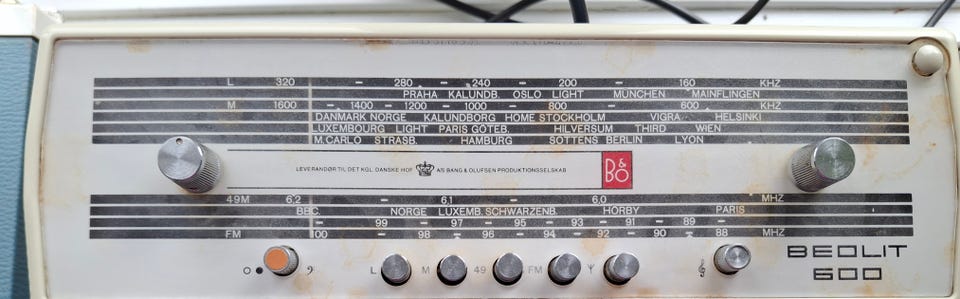 L 320 - 280 - 240 - 200 - 160 KHZ
PRAHA KALUNDB. OSLO LIGHT MÜNCHEN MAINFLINGEN
M 1600 - 1400 - 1200 - 1000 - 800 - 600 KHZ
DANMARK NORGE KALUNDBORG HOME STOCKHOLM VIGRA HELSINKI
LUXEMBOURG LIGHT PARIS GÖTEB. HILVERSUM THIRD WIEN
M.CARLO STRASB. HAMBURG SOTTENS BERLIN LYON
LEVERANDØR TIL DET KGL. DANSKE HOF A/S BANG & OLUFSEN PRODUKTIONSSELSKAB
B&O
49M 6,2 - 6,1 - 6,0 - MHZ
BBC. NORGE LUXEMB. SCHWARZENB. HÖRBY PARIS
- 99 - 97 - 95 - 93 - 91 - 89 -
FM 100 - 98 - 96 - 94 - 92 - 90 - 88 MHZ
L M 49 FM
BEOLIT
600